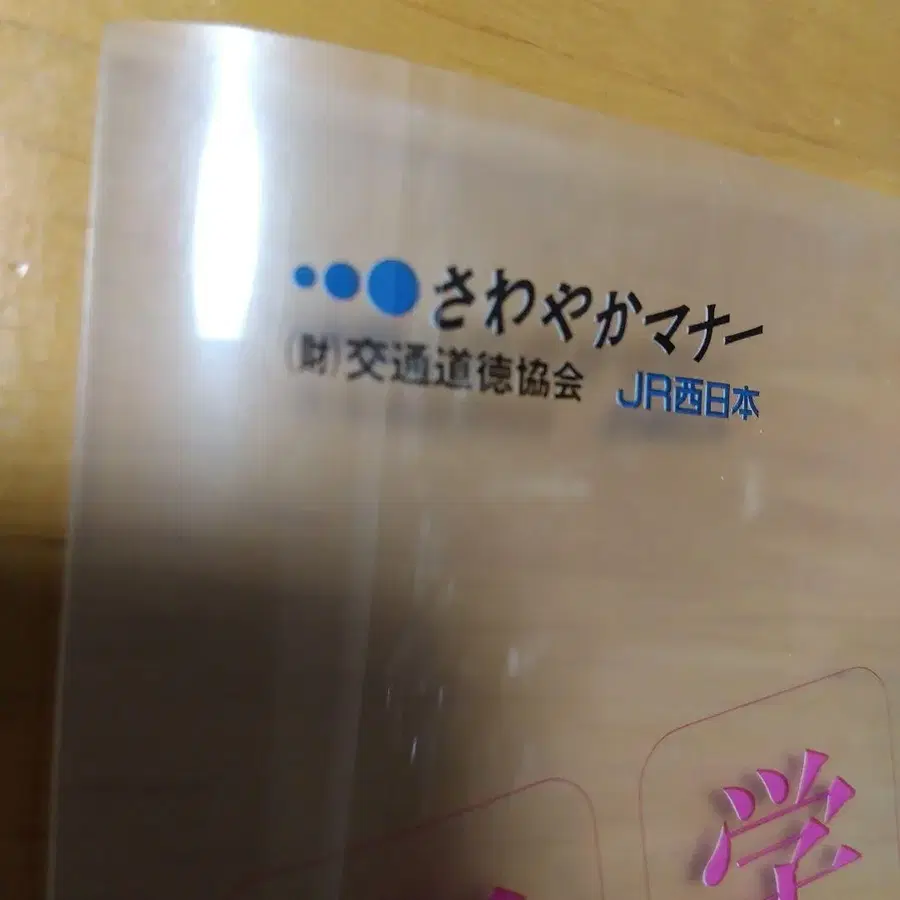 さわやかマナー
(財)交通道徳協会 JR西日本
学